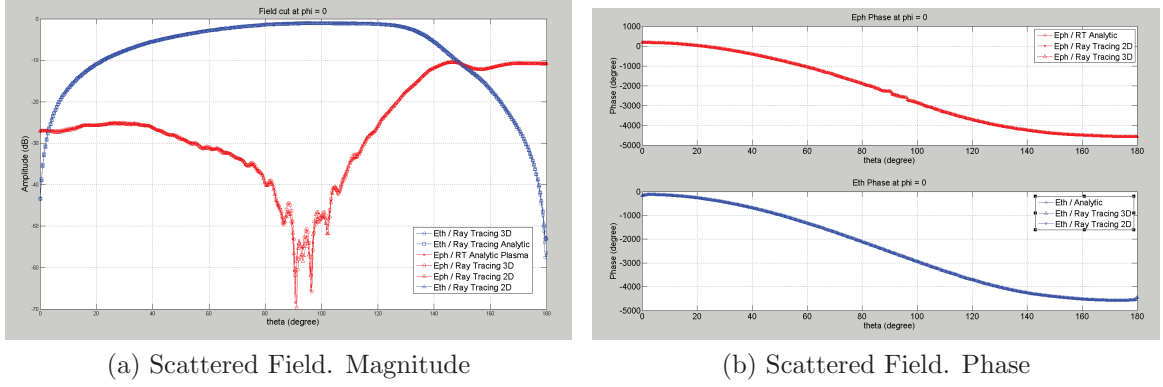 Field cut at phi = 0
0
-10
-20
-30
-40
-50
-60
-70
Amplitude (dB)
Eth / Ray Tracing 3D
Eth / Ray Tracing Analytic
Eph / RT Analytic Plasma
Eph / Ray Tracing 3D
Eph / Ray Tracing 2D
Eth / Ray Tracing 2D
0 20 40 60 80 100 120 140 160 180
theta (degree)
(a) Scattered Field. Magnitude
Eph Phase at phi = 0
1000
0
-1000
-2000
-3000
-4000
-5000
Phase (degree)
Eph / RT Analytic
Eph / Ray Tracing 2D
Eph / Ray Tracing 3D
0 20 40 60 80 100 120 140 160 180
theta (degree)
Eth Phase at phi = 0
0
-1000
-2000
-3000
-4000
-5000
Phase (degree)
Eth / Analytic
Eth / Ray Tracing 3D
Eth / Ray Tracing 2D
0 20 40 60 80 100 120 140 160 180
theta (degree)
(b) Scattered Field. Phase